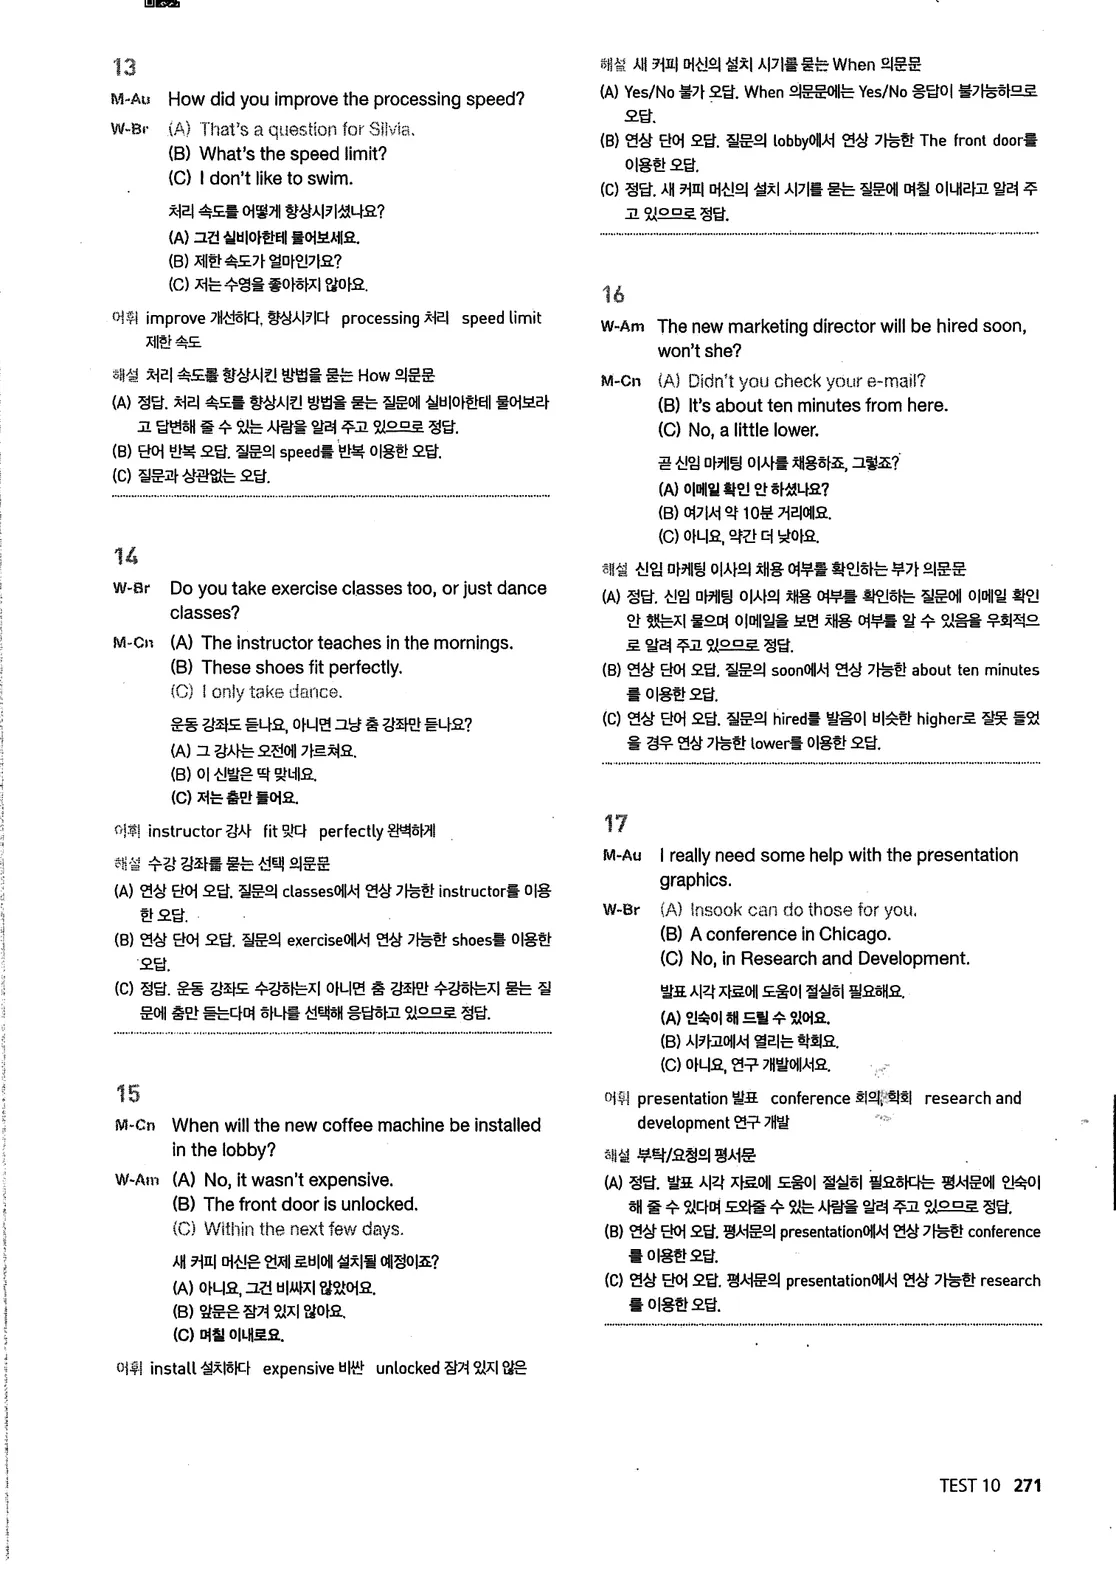 13
M-Au How did you improve the processing speed?
W-Br (A) That's a question for Silvia.
(B) What's the speed limit?
(C) I don't like to swim.
처리 속도를 어떻게 향상시키셨나요?
(A) 그건 실비아한테 물어보세요.
(B) 제한 속도가 얼마인가요?
(C) 저는 수영을 좋아하지 않아요.
어휘 improve 개선하다, 향상시키다 processing 처리 speed limit
제한 속도
해설 처리 속도를 향상시킨 방법을 묻는 How 의문문
(A) 정답. 처리 속도를 향상시킨 방법을 묻는 질문에 실비아한테 물어보라
고 답변해 줄 수 있는 사람을 알려 주고 있으므로 정답.
(B) 단어 반복 오답. 질문의 speed를 반복 이용한 오답.
(C) 질문과 상관없는 오답.
14
W-Br Do you take exercise classes too, or just dance
classes?
M-Cn (A) The instructor teaches in the mornings.
(B) These shoes fit perfectly.
(C) I only take dance.
운동 강좌도 듣나요, 아니면 그냥 춤 강좌만 듣나요?
(A) 그 강사는 오전에 가르쳐요.
(B) 이 신발은 딱 맞네요.
(C) 저는 춤만 들어요.
어휘 instructor 강사 fit 맞다 perfectly 완벽하게
해설 수강 강좌를 묻는 선택 의문문
(A) 연상 단어 오답. 질문의 classes에서 연상 가능한 instructor를 이용
한 오답.
(B) 연상 단어 오답. 질문의 exercise에서 연상 가능한 shoes를 이용한
오답.
(C) 정답. 운동 강좌도 수강하는지 아니면 춤 강좌만 수강하는지 묻는 질
문에 춤만 듣는다며 하나를 선택해 응답하고 있으므로 정답.
15
M-Cn When will the new coffee machine be installed
in the lobby?
W-Am (A) No, it wasn't expensive.
(B) The front door is unlocked.
(C) Within the next few days.
새 커피 머신은 언제 로비에 설치될 예정이죠?
(A) 아니요, 그건 비싸지 않았어요.
(B) 앞문은 잠겨 있지 않아요.
(C) 며칠 이내로요.
어휘 install 설치하다 expensive 비싼 unlocked 잠겨 있지 않은
해설 새 커피 머신의 설치 시기를 묻는 When 의문문
(A) Yes/No 불가 오답. When 의문문에는 Yes/No 응답이 불가능하므로
오답.
(B) 연상 단어 오답. 질문의 lobby에서 연상 가능한 The front door를
이용한 오답.
(C) 정답. 새 커피 머신의 설치 시기를 묻는 질문에 며칠 이내라고 알려 주
고 있으므로 정답.
16
W-Am The new marketing director will be hired soon,
won't she?
M-Cn (A) Didn't you check your e-mail?
(B) It's about ten minutes from here.
(C) No, a little lower.
곧 신임 마케팅 이사를 채용하죠, 그렇죠?
(A) 이메일 확인 안 하셨나요?
(B) 여기서 약 10분 거리예요.
(C) 아니요, 약간 더 낮아요.
해설 신임 마케팅 이사의 채용 여부를 확인하는 부가 의문문
(A) 정답. 신임 마케팅 이사의 채용 여부를 확인하는 질문에 이메일 확인
안 했는지 물으며 이메일을 보면 채용 여부를 알 수 있음을 우회적으
로 알려 주고 있으므로 정답.
(B) 연상 단어 오답. 질문의 soon에서 연상 가능한 about ten minutes
를 이용한 오답.
(C) 연상 단어 오답. 질문의 hired를 발음이 비슷한 higher로 잘못 들었
을 경우 연상 가능한 lower를 이용한 오답.
17
M-Au I really need some help with the presentation
graphics.
W-Br (A) Insook can do those for you.
(B) A conference in Chicago.
(C) No, in Research and Development.
발표 시각 자료에 도움이 절실히 필요해요.
(A) 인숙이 해 드릴 수 있어요.
(B) 시카고에서 열리는 학회요.
(C) 아니요, 연구 개발에서요.
어휘 presentation 발표 conference 회의, 학회 research and
development 연구 개발
해설 부탁/요청의 평서문
(A) 정답. 발표 시각 자료에 도움이 절실히 필요하다는 평서문에 인숙이
해 줄 수 있다며 도와줄 수 있는 사람을 알려 주고 있으므로 정답.
(B) 연상 단어 오답. 평서문의 presentation에서 연상 가능한 conference
를 이용한 오답.
(C) 연상 단어 오답. 평서문의 presentation에서 연상 가능한 research
를 이용한 오답.
TEST 10 271